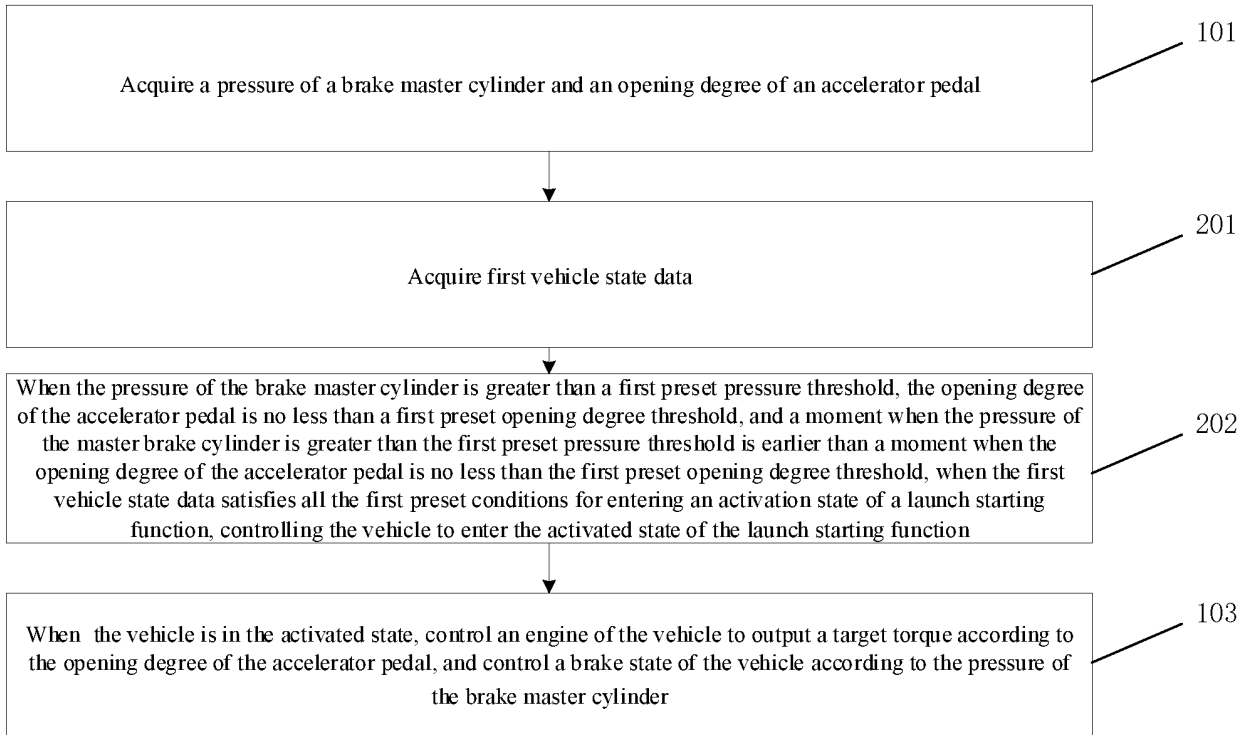 101
Acquire a pressure of a brake master cylinder and an opening degree of an accelerator pedal
201
Acquire first vehicle state data
When the pressure of the brake master cylinder is greater than a first preset pressure threshold, the opening degree
of the accelerator pedal is no less than a first preset opening degree threshold, and a moment when the pressure of
the master brake cylinder is greater than the first preset pressure threshold is earlier than a moment when the
opening degree of the accelerator pedal is no less than the first preset opening degree threshold, when the first
vehicle state data satisfies all the first preset conditions for entering an activation state of a launch starting
function, controlling the vehicle to enter the activated state of the launch starting function
202
When the vehicle is in the activated state, control an engine of the vehicle to output a target torque according to
the opening degree of the accelerator pedal, and control a brake state of the vehicle according to the pressure of
the brake master cylinder
103